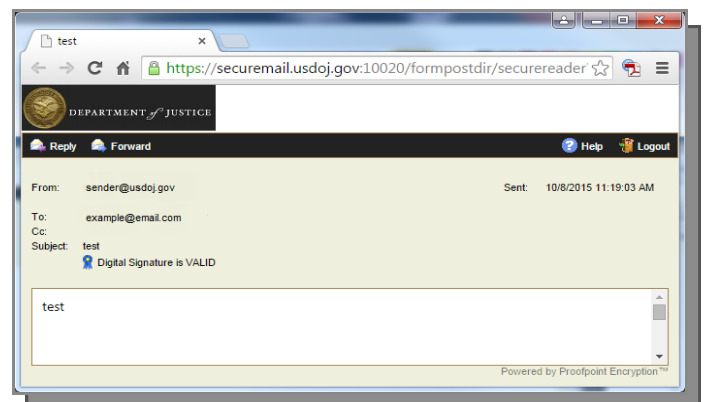 test
https://securemail.usdoj.gov:10020/formpostdir/securereader
DEPARTMENT of JUSTICE
Reply Forward Help Logout
From: sender@usdoj.gov Sent: 10/8/2015 11:19:03 AM
To: example@email.com
Cc:
Subject: test
Digital Signature is VALID
test
Powered by Proofpoint Encryption™